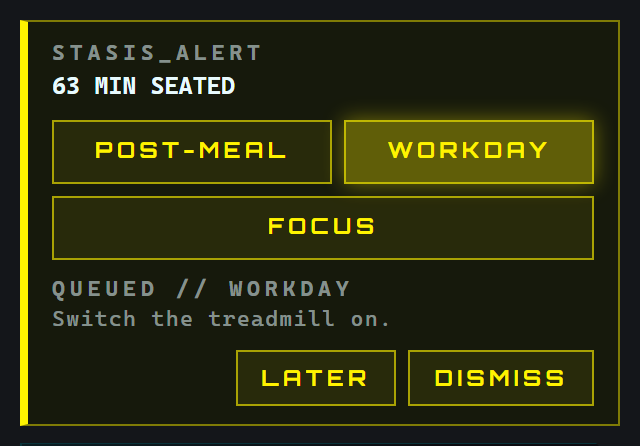 STASIS_ALERT
63 MIN SEATED
POST-MEAL WORKDAY
FOCUS
QUEUED // WORKDAY
Switch the treadmill on.
LATER DISMISS